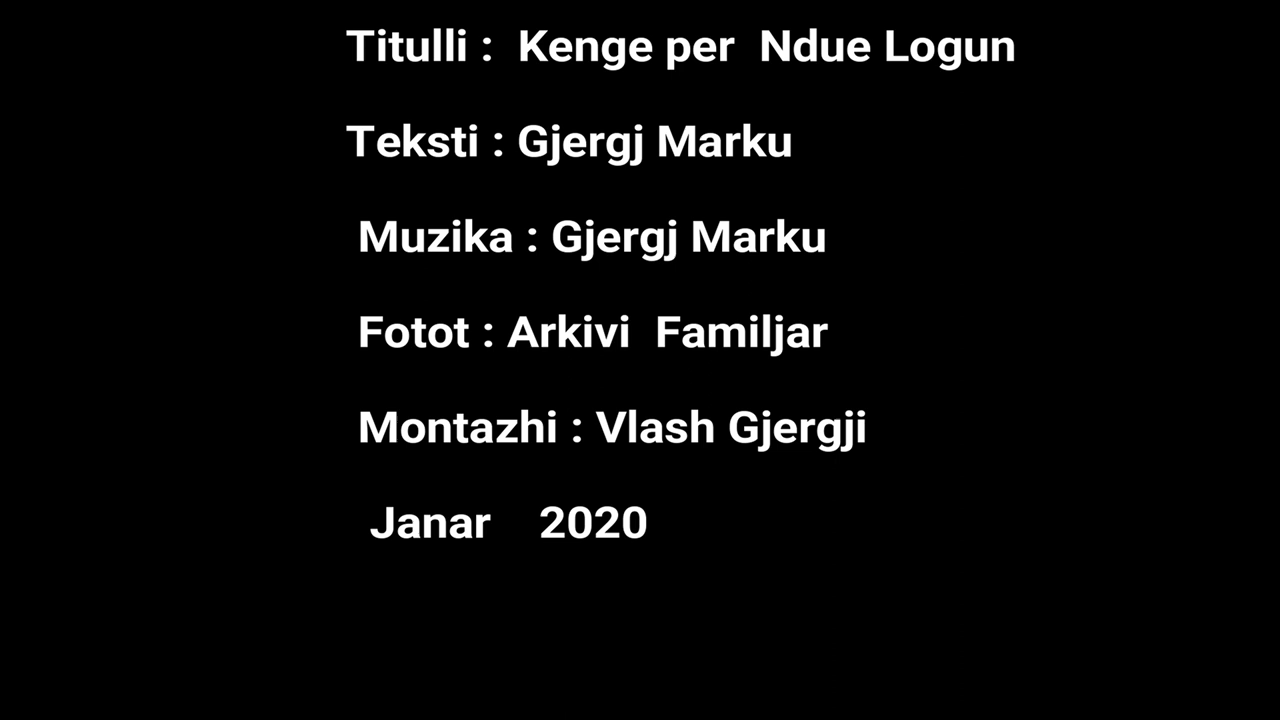 Titulli :  Kenge per  Ndue Logun
Teksti : Gjergj Marku
Muzika : Gjergj Marku
Fotot : Arkivi  Familjar
Montazhi : Vlash Gjergji
Janar    2020